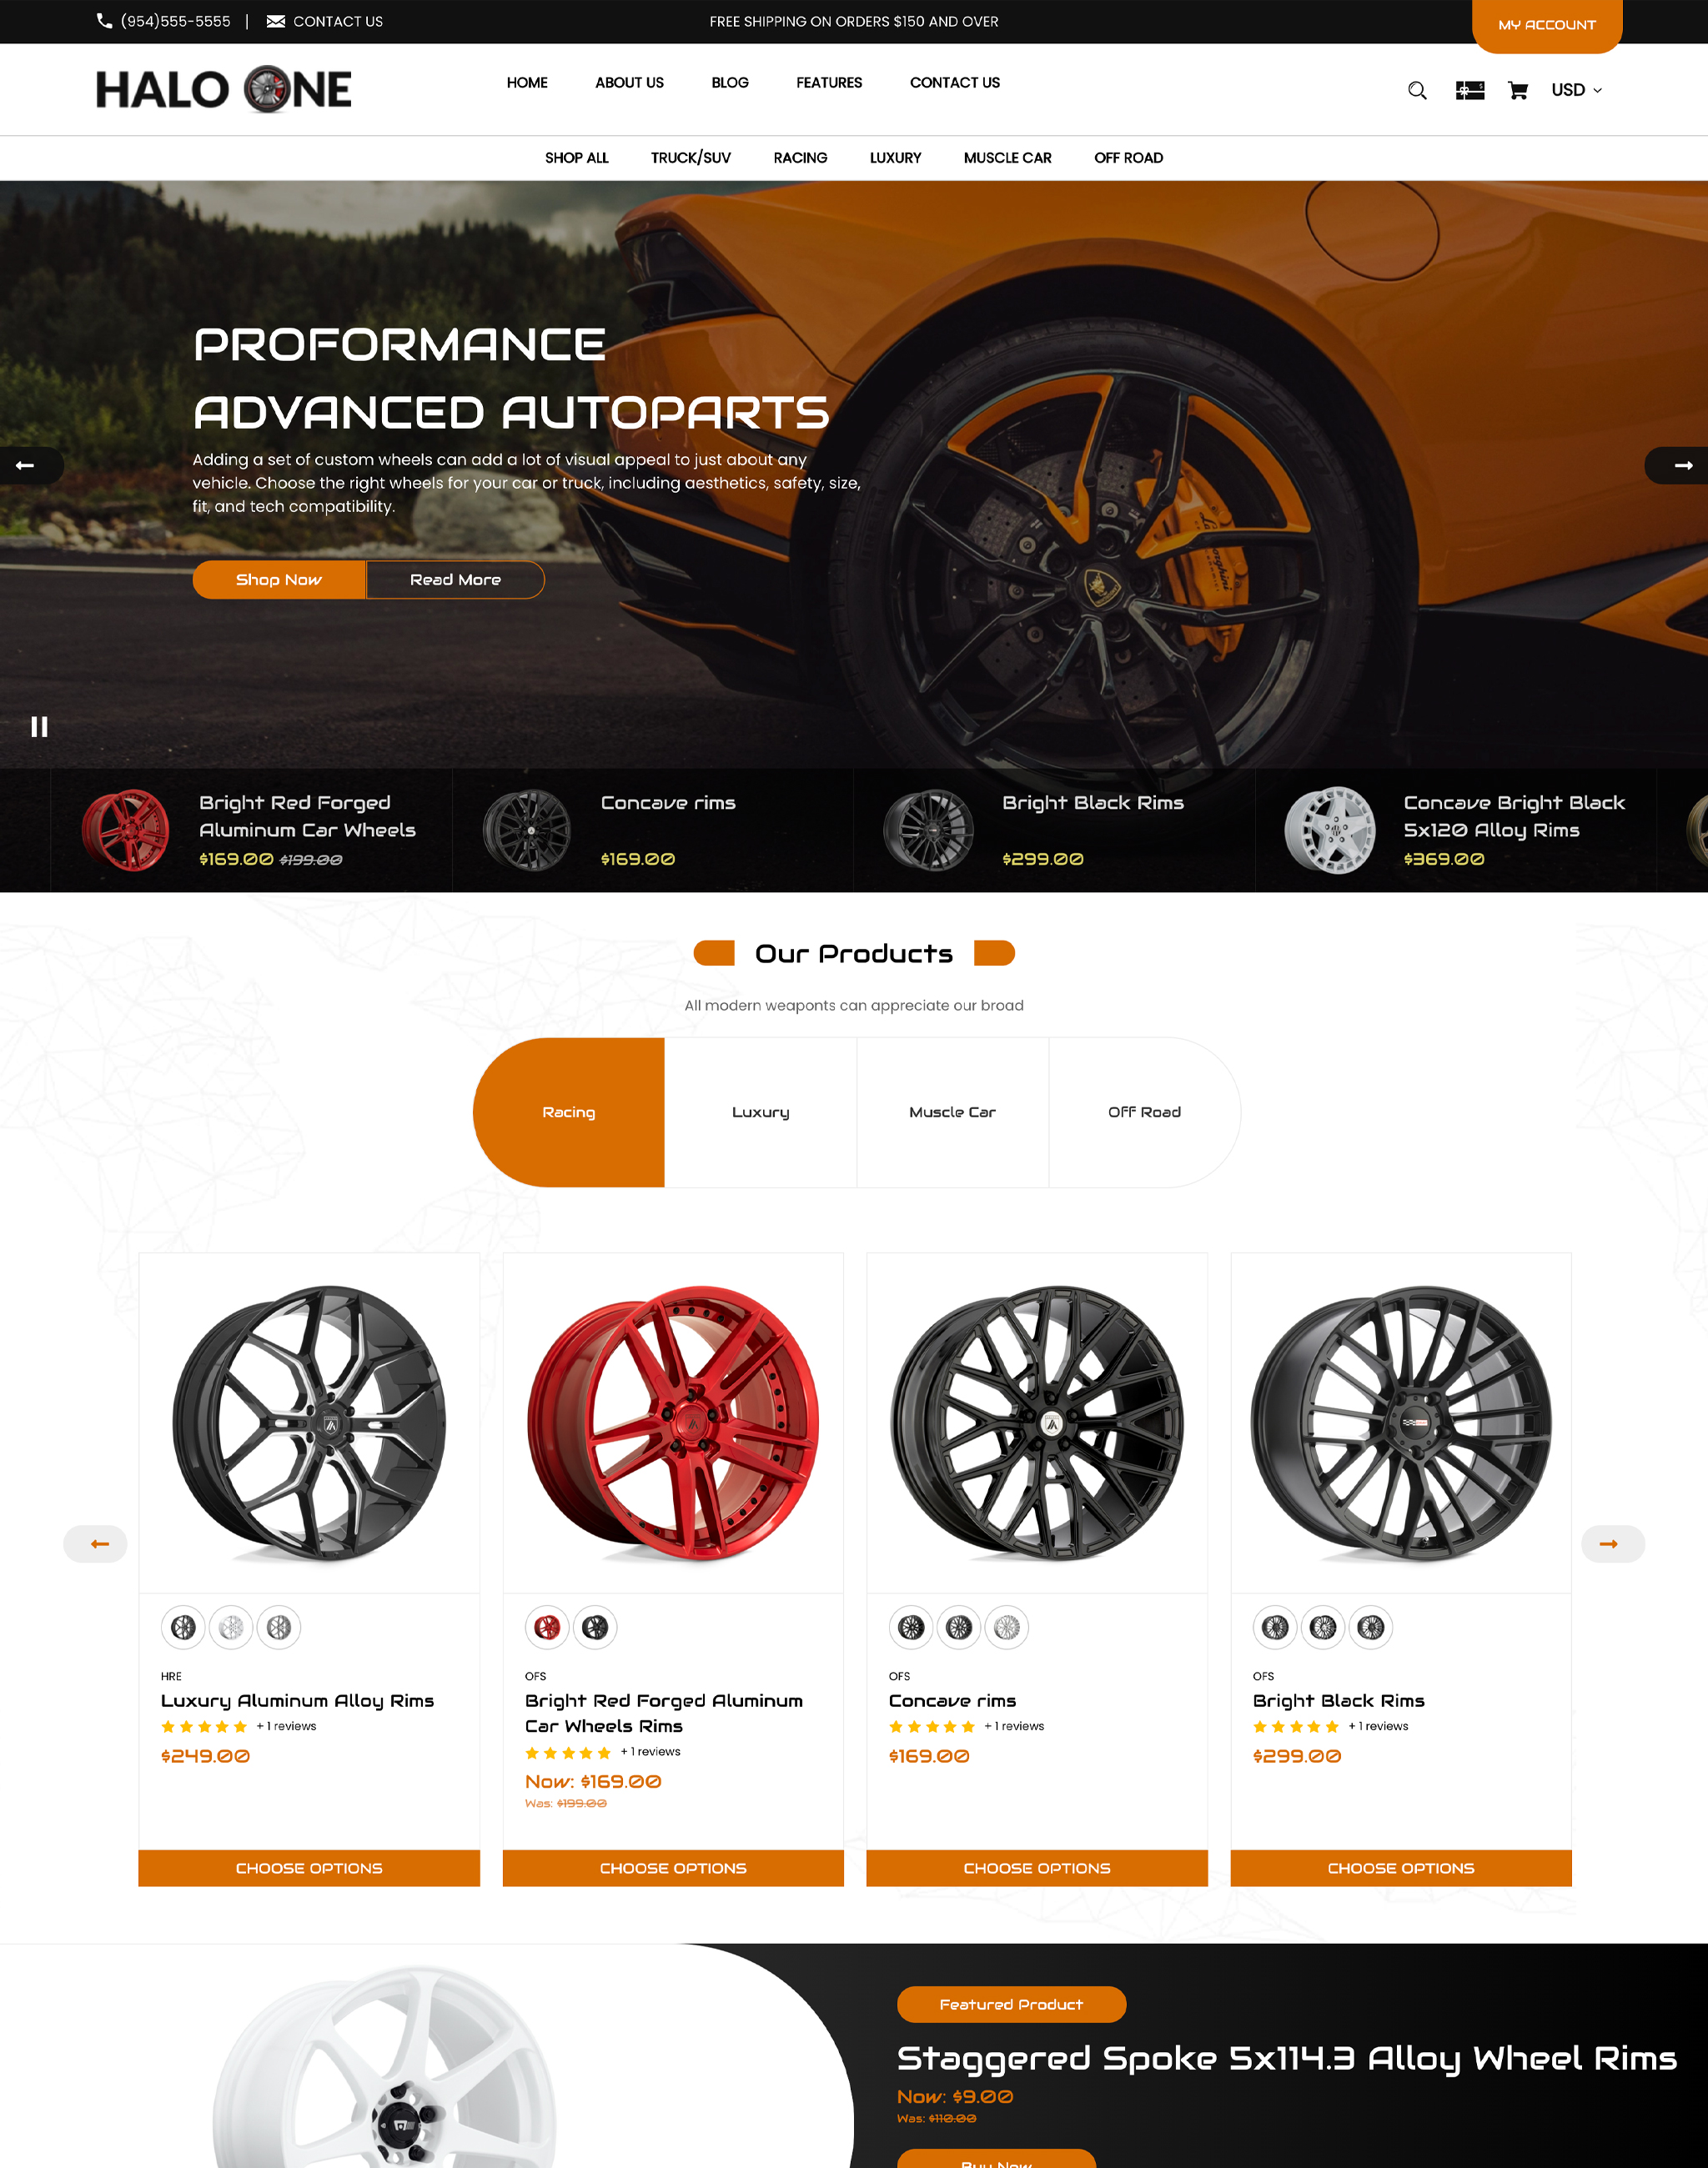 (954)555-5555 | CONTACT US
FREE SHIPPING ON ORDERS $150 AND OVER
MY ACCOUNT
HALO ONE
HOME ABOUT US BLOG FEATURES CONTACT US
USD
SHOP ALL TRUCK/SUV RACING LUXURY MUSCLE CAR OFF ROAD
PROFORMANCE
ADVANCED AUTOPARTS
Adding a set of custom wheels can add a lot of visual appeal to just about any
vehicle. Choose the right wheels for your car or truck, including aesthetics, safety, size,
fit, and tech compatibility.
Shop Now Read More
Lamborghini
Bright Red Forged
Aluminum Car Wheels
$169.00 $199.00
Concave rims
$169.00
Bright Black Rims
$299.00
Concave Bright Black
5x120 Alloy Rims
$369.00
Our Products
All modern weaponts can appreciate our broad
Racing Luxury Muscle Car Off Road
HRE
Luxury Aluminum Alloy Rims
+ 1 reviews
$249.00
CHOOSE OPTIONS
OFS
Bright Red Forged Aluminum
Car Wheels Rims
+ 1 reviews
Now: $169.00
Was: $199.00
CHOOSE OPTIONS
OFS
Concave rims
+ 1 reviews
$169.00
CHOOSE OPTIONS
OFS
Bright Black Rims
+ 1 reviews
$299.00
CHOOSE OPTIONS
Featured Product
Staggered Spoke 5x114.3 Alloy Wheel Rims
Now: $9.00
Was: $110.00
Buy Now